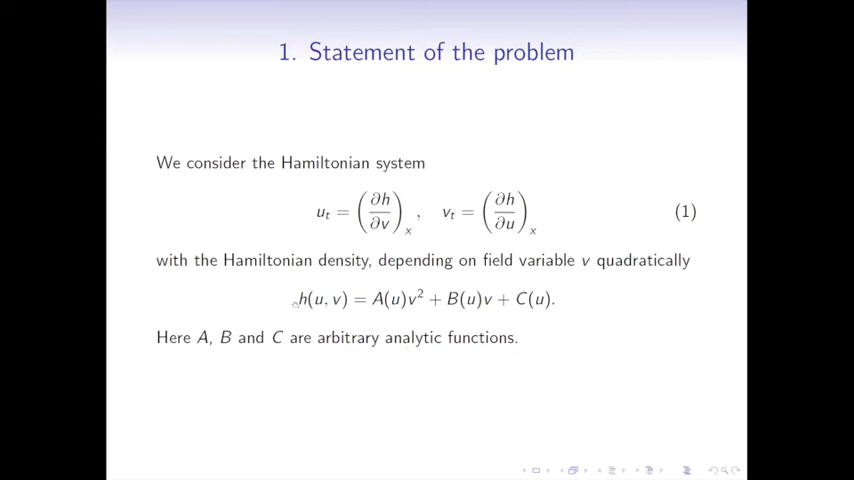 1. Statement of the problem
We consider the Hamiltonian system
u_t = (∂h/∂v)_x, v_t = (∂h/∂u)_x (1)
with the Hamiltonian density, depending on field variable v quadratically
h(u, v) = A(u)v² + B(u)v + C(u).
Here A, B and C are arbitrary analytic functions.